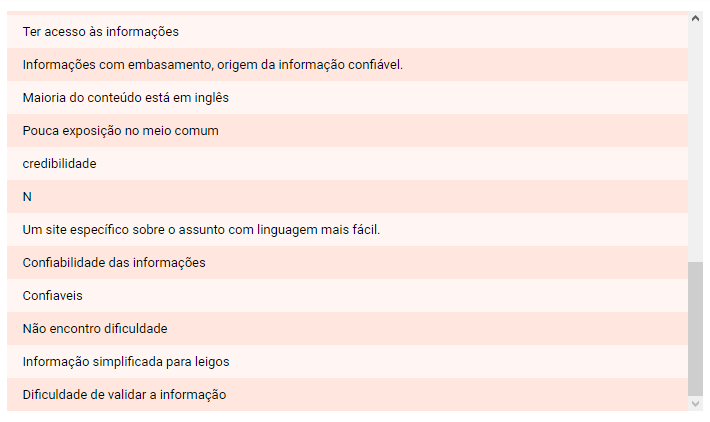 Ter acesso às informações
Informações com embasamento, origem da informação confiável.
Maioria do conteúdo está em inglês
Pouca exposição no meio comum
credibilidade
N
Um site específico sobre o assunto com linguagem mais fácil.
Confiabilidade das informações
Confiaveis
Não encontro dificuldade
Informação simplificada para leigos
Dificuldade de validar a informação